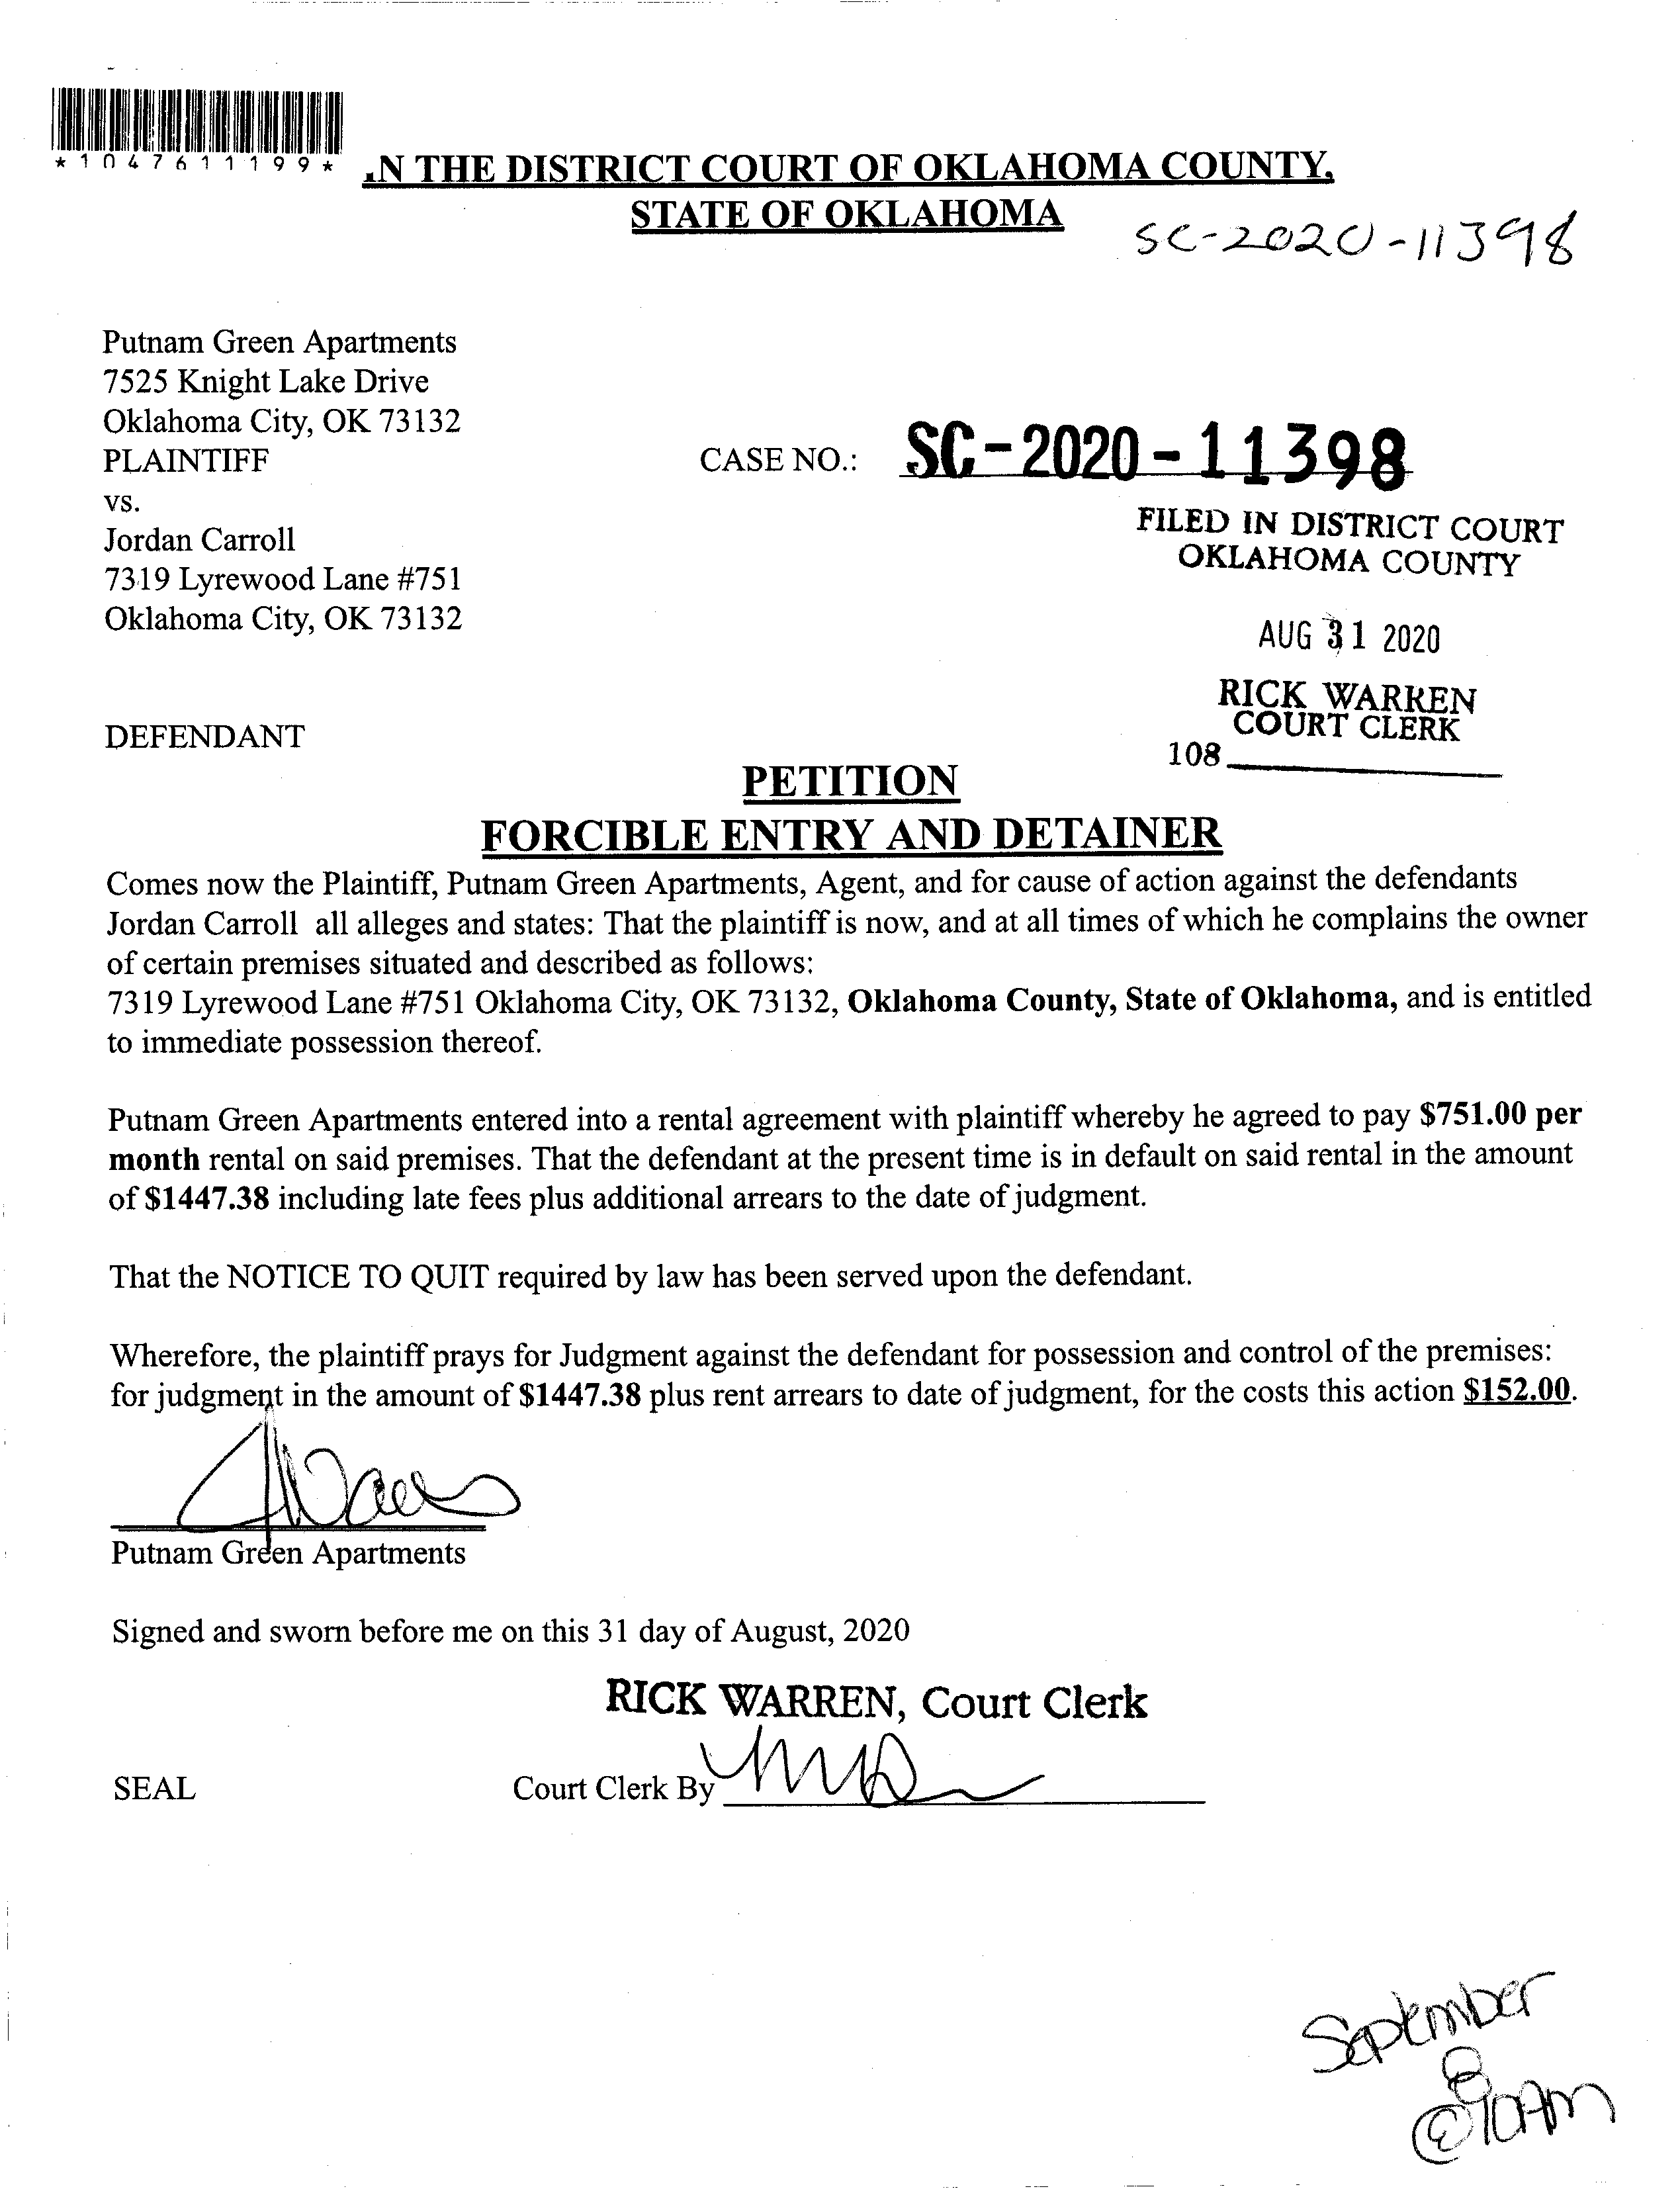 *1047611199*
IN THE DISTRICT COURT OF OKLAHOMA COUNTY,
STATE OF OKLAHOMA
SC-2020-11398
Putnam Green Apartments
7525 Knight Lake Drive
Oklahoma City, OK 73132
PLAINTIFF
CASE NO.: SC-2020-11398
vs.
Jordan Carroll
7319 Lyrewood Lane #751
Oklahoma City, OK 73132
FILED IN DISTRICT COURT
OKLAHOMA COUNTY
AUG 31 2020
RICK WARREN
COURT CLERK
108
DEFENDANT
PETITION
FORCIBLE ENTRY AND DETAINER
Comes now the Plaintiff, Putnam Green Apartments, Agent, and for cause of action against the defendants
Jordan Carroll all alleges and states: That the plaintiff is now, and at all times of which he complains the owner
of certain premises situated and described as follows:
7319 Lyrewood Lane #751 Oklahoma City, OK 73132, Oklahoma County, State of Oklahoma, and is entitled
to immediate possession thereof.
Putnam Green Apartments entered into a rental agreement with plaintiff whereby he agreed to pay $751.00 per
month rental on said premises. That the defendant at the present time is in default on said rental in the amount
of $1447.38 including late fees plus additional arrears to the date of judgment.
That the NOTICE TO QUIT required by law has been served upon the defendant.
Wherefore, the plaintiff prays for Judgment against the defendant for possession and control of the premises:
for judgment in the amount of $1447.38 plus rent arrears to date of judgment, for the costs this action $152.00.
Putnam Green Apartments
Signed and sworn before me on this 31 day of August, 2020
RICK WARREN, Court Clerk
SEAL
Court Clerk By
September
8
@10AM